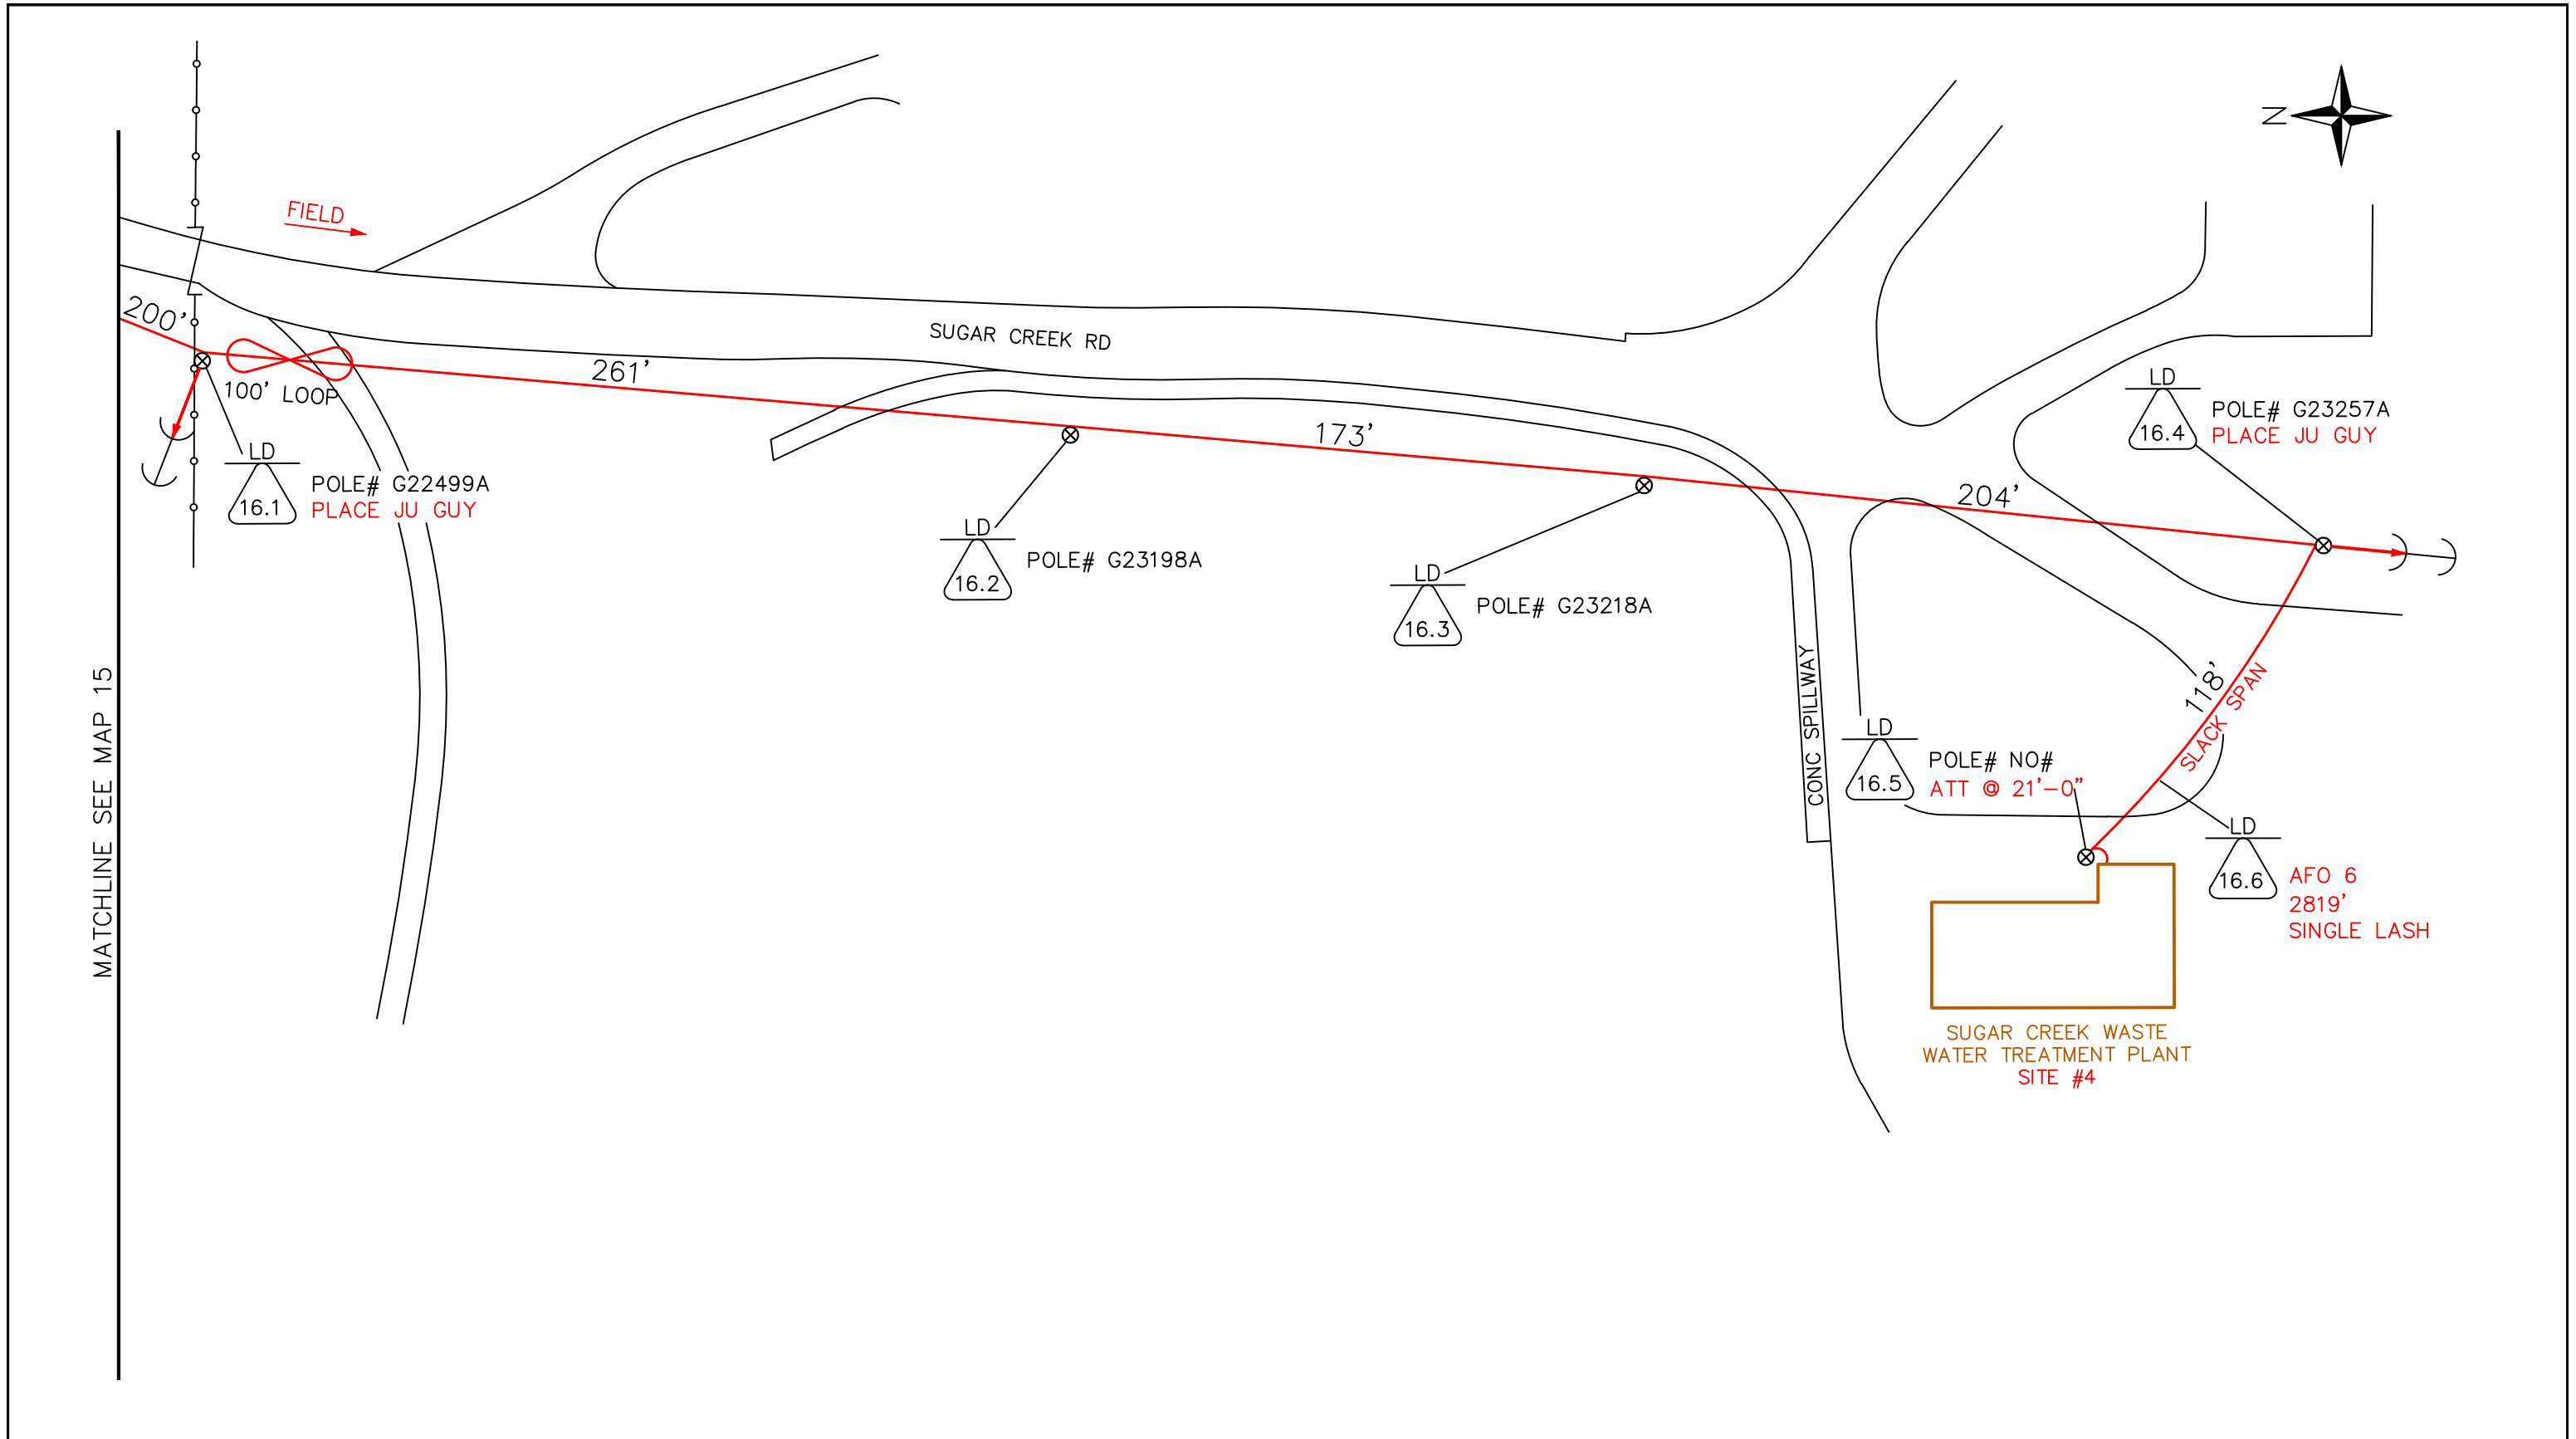 N
FIELD
200'
100' LOOP
261'
SUGAR CREEK RD
173'
204'
LD
16.4
POLE# G23257A
PLACE JU GUY
LD
16.1
POLE# G22499A
PLACE JU GUY
LD
16.2
POLE# G23198A
LD
16.3
POLE# G23218A
MATCHLINE SEE MAP 15
CONC SPILLWAY
118'
SLACK SPAN
LD
16.5
POLE# NO#
ATT @ 21'-0"
LD
16.6
AFO 6
2819'
SINGLE LASH
SUGAR CREEK WASTE
WATER TREATMENT PLANT
SITE #4